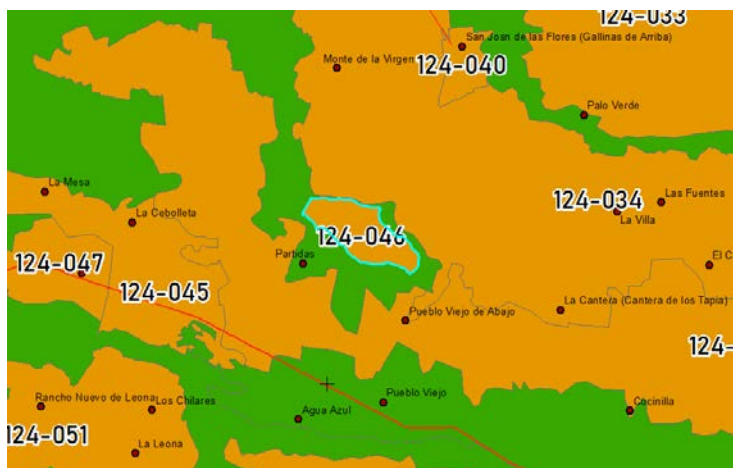 124-033
San Josn de las Flores (Gallinas de Arriba)
Monte de la Virgen
124-040
Palo Verde
La Mesa
124-034
Las Fuentes
La Cebolleta
La Villa
124-046
Partidas
124-047
El C
124-045
La Cantera (Cantera de los Tapia)
Pueblo Viejo de Abajo
124-
Rancho Nuevo de Leona
Los Chilares
Pueblo Viejo
Cocinilla
Agua Azul
124-051
La Leona